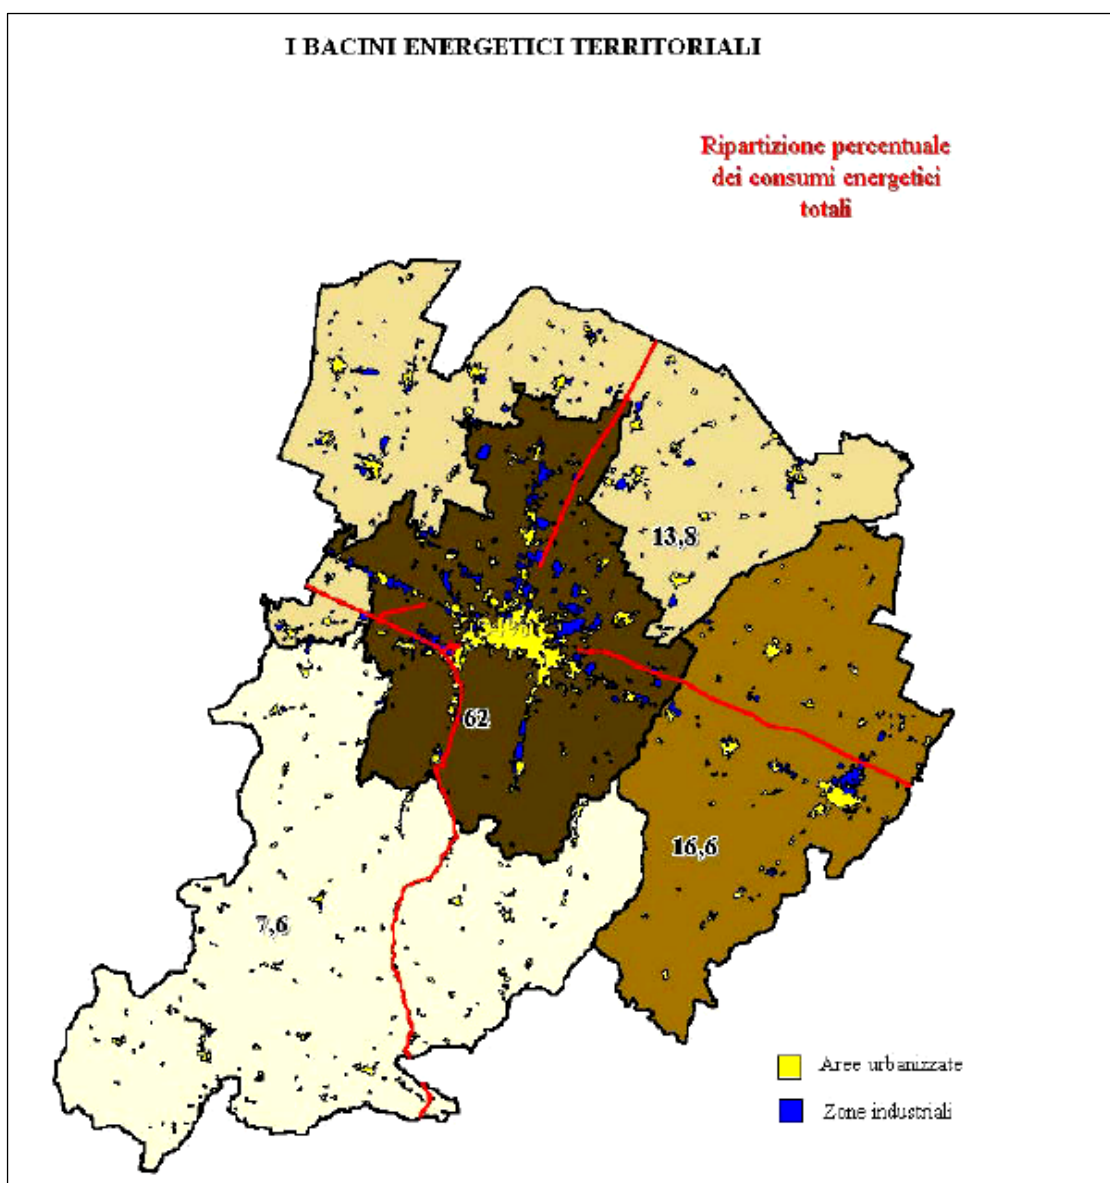 I BACINI ENERGETICI TERRITORIALI
Ripartizione percentuale
dei consumi energetici
totali
13,8
62
16,6
7,6
Aree urbanizzate
Zone industriali